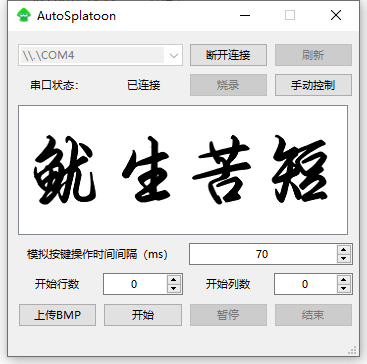 AutoSplatoon
\\.\COM4 断开连接 刷新
串口状态： 已连接 烧录 手动控制
鱿生苦短
模拟按键操作时间间隔（ms） 70
开始行数 0 开始列数 0
上传BMP 开始 暂停 结束